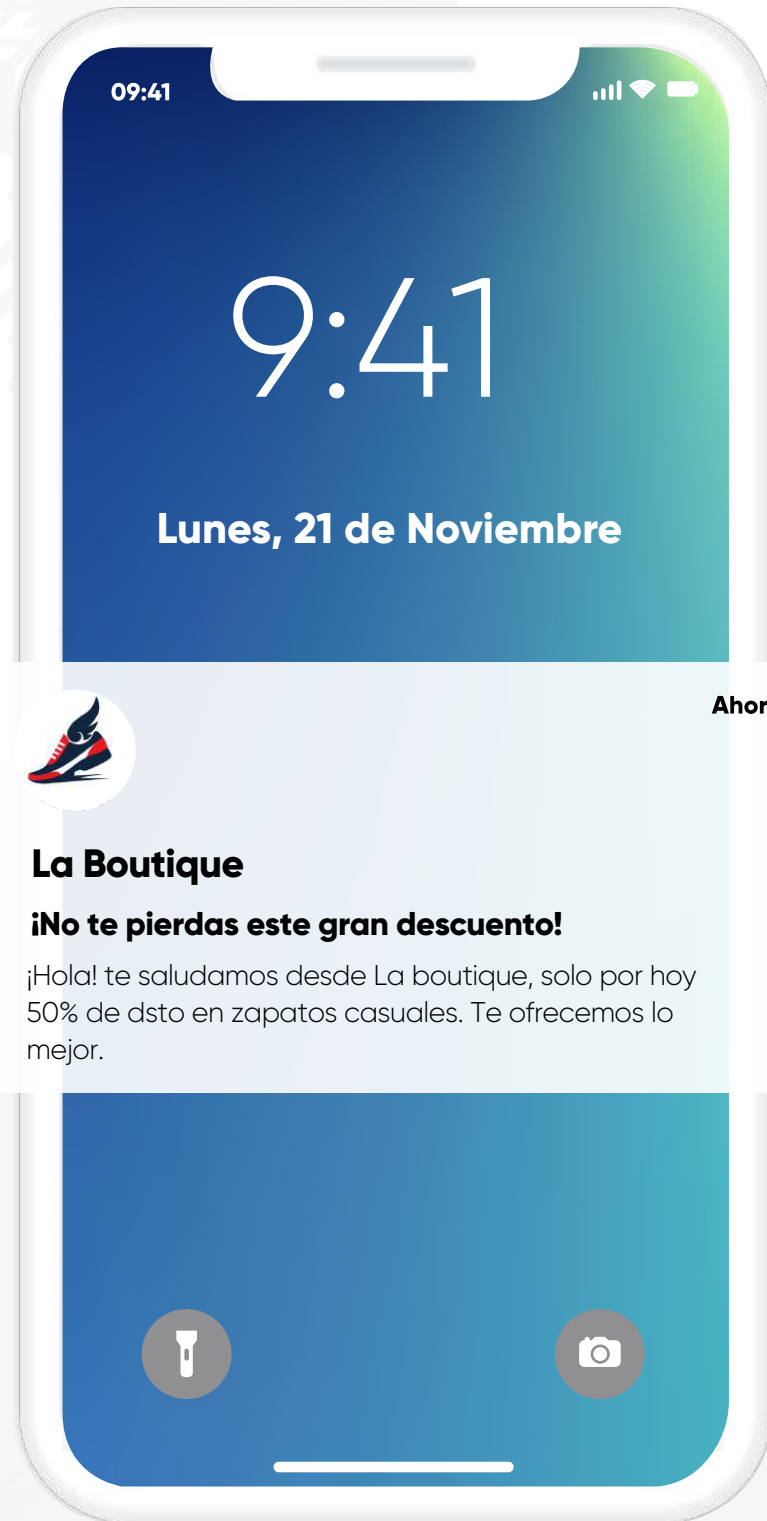 09:41
9:41
Lunes, 21 de Noviembre
Ahor
La Boutique
¡No te pierdas este gran descuento!
¡Hola! te saludamos desde La boutique, solo por hoy
50% de dsto en zapatos casuales. Te ofrecemos lo
mejor.